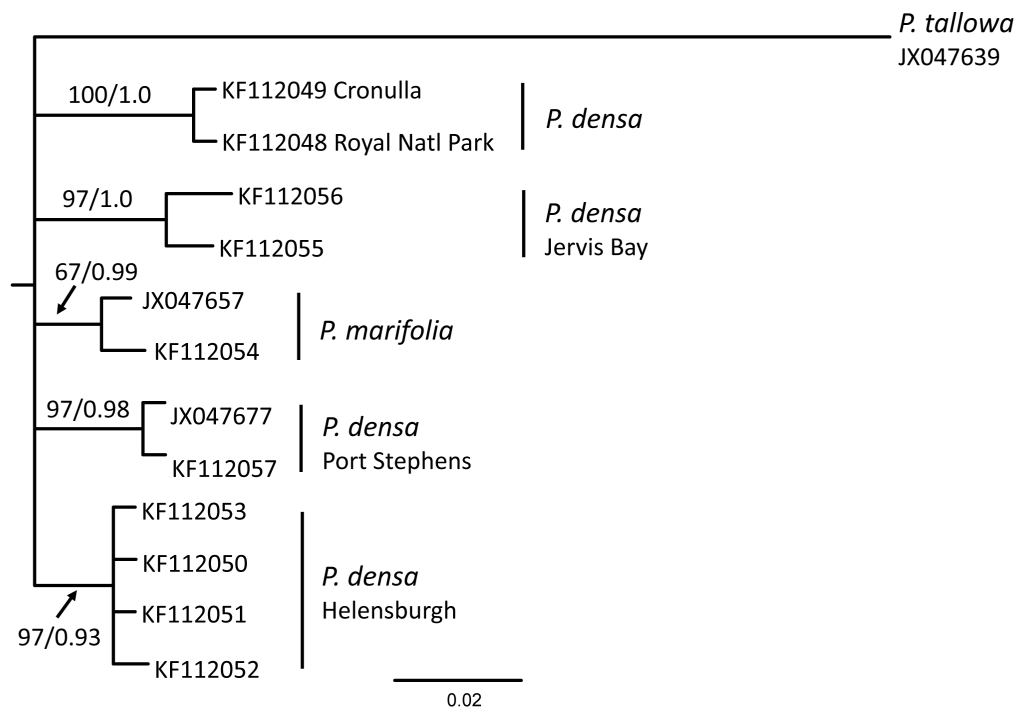 P. tallowa
JX047639
100/1.0
KF112049 Cronulla
KF112048 Royal Natl Park
P. densa
97/1.0
KF112056
KF112055
P. densa
Jervis Bay
67/0.99
JX047657
KF112054
P. marifolia
97/0.98
JX047677
KF112057
P. densa
Port Stephens
KF112053
KF112050
KF112051
KF112052
P. densa
Helensburgh
97/0.93
0.02